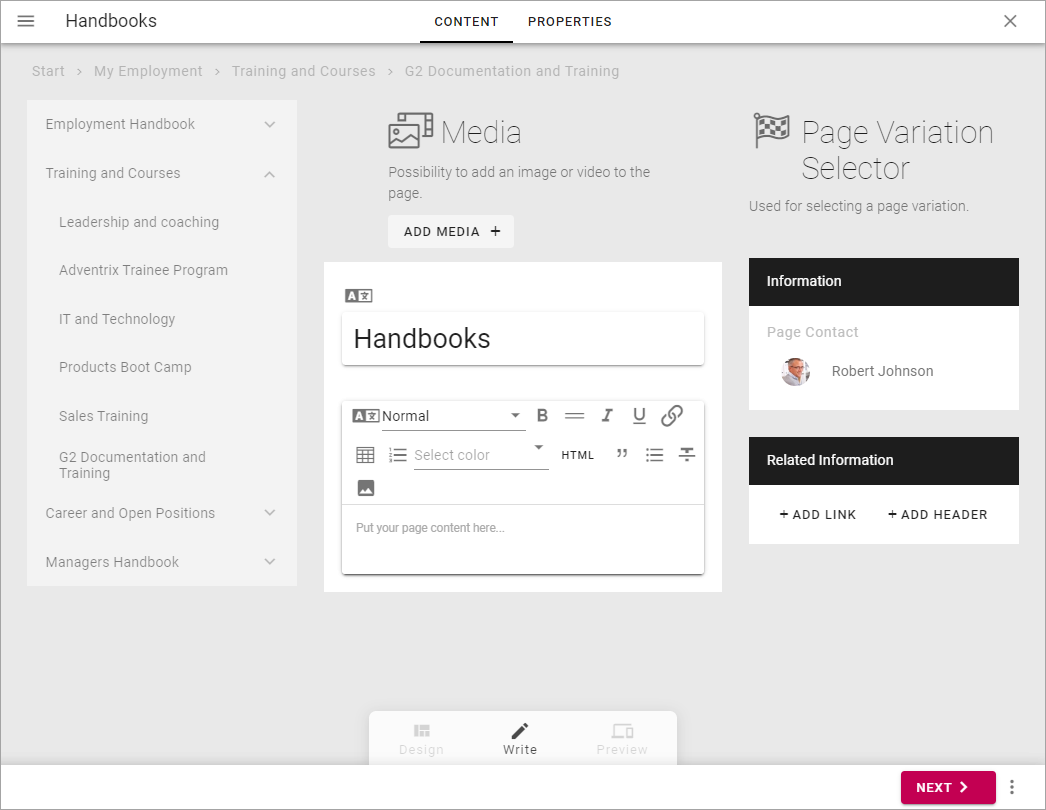 Handbooks
CONTENT PROPERTIES
Start > My Employment > Training and Courses > G2 Documentation and Training
Employment Handbook
Training and Courses
Leadership and coaching
Adventrix Trainee Program
IT and Technology
Products Boot Camp
Sales Training
G2 Documentation and
Training
Career and Open Positions
Managers Handbook
Media
Possibility to add an image or video to the
page.
ADD MEDIA +
A
Handbooks
A Normal B I U
Select color HTML ”
Put your page content here...
Page Variation
Selector
Used for selecting a page variation.
Information
Page Contact
Robert Johnson
Related Information
+ ADD LINK + ADD HEADER
Design Write Preview
NEXT